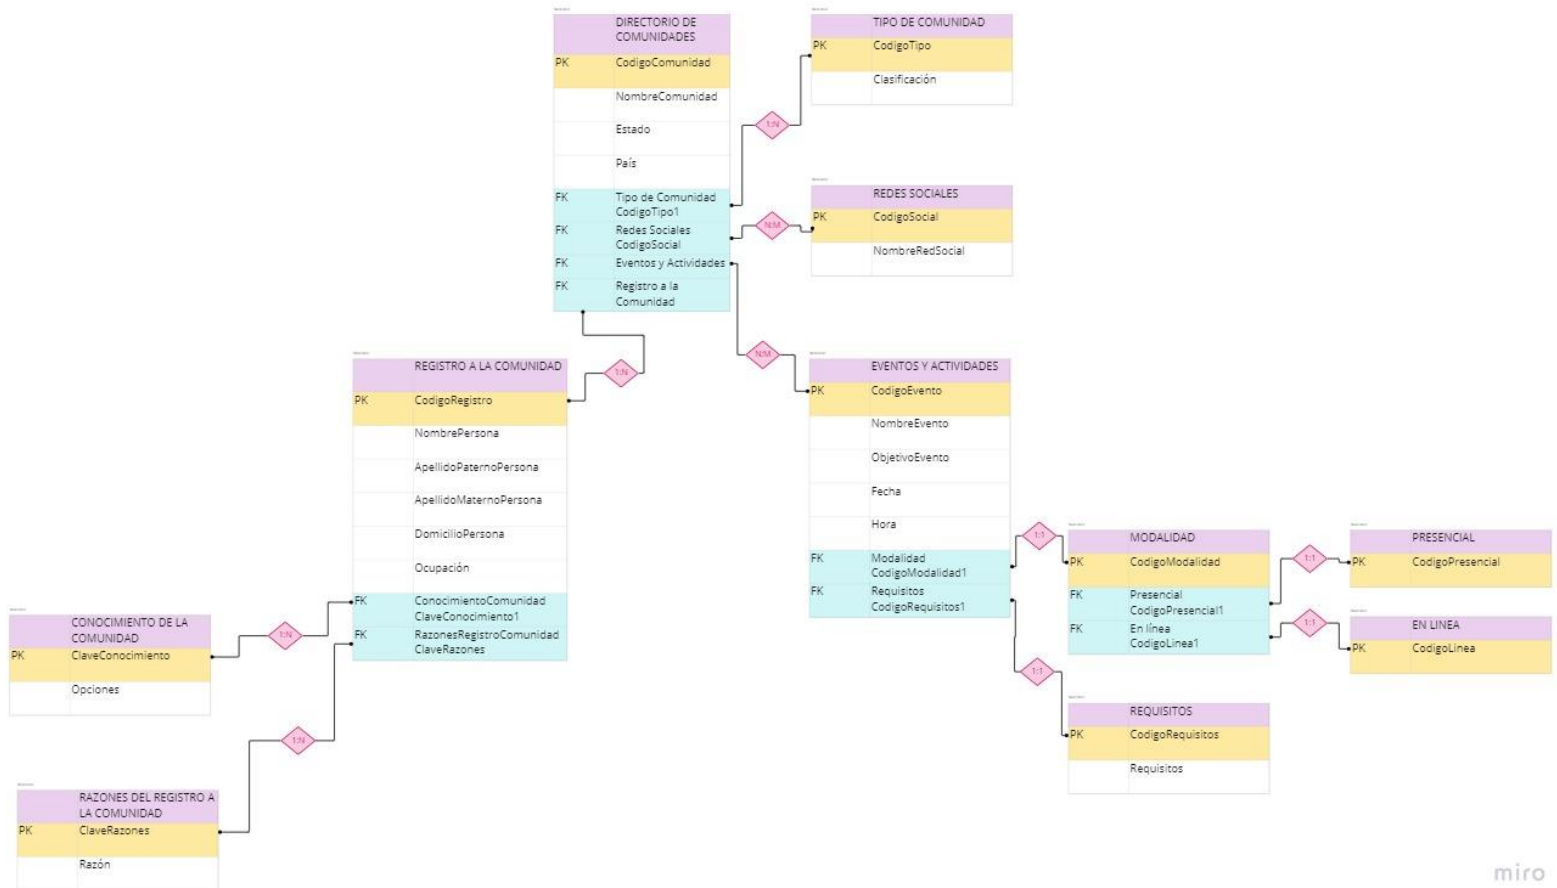 DIRECTORIO DE
COMUNIDADES
PK CodigoComunidad
NombreComunidad
Estado
País
FK Tipo de Comunidad
CodigoTipo1
FK Redes Sociales
CodigoSocial
FK Eventos y Actividades
FK Registro a la
Comunidad
TIPO DE COMUNIDAD
PK CodigoTipo
Clasificación
1:N
REDES SOCIALES
PK CodigoSocial
NombreRedSocial
N:M
N:M
1:N
REGISTRO A LA COMUNIDAD
PK CodigoRegistro
NombrePersona
ApellidoPaternoPersona
ApellidoMaternoPersona
DomicilioPersona
Ocupación
FK ConocimientoComunidad
ClaveConocimiento1
FK RazonesRegistroComunidad
ClaveRazones
EVENTOS Y ACTIVIDADES
PK CodigoEvento
NombreEvento
ObjetivoEvento
Fecha
Hora
FK Modalidad
CodigoModalidad1
FK Requisitos
CodigoRequisitos1
1:1
MODALIDAD
PK CodigoModalidad
FK Presencial
CodigoPresencial1
FK En línea
CodigoLinea1
1:1
PRESENCIAL
PK CodigoPresencial
1:1
EN LINEA
PK CodigoLinea
1:1
REQUISITOS
PK CodigoRequisitos
Requisitos
CONOCIMIENTO DE LA
COMUNIDAD
PK ClaveConocimiento
Opciones
1:N
1:N
RAZONES DEL REGISTRO A
LA COMUNIDAD
PK ClaveRazones
Razón
miro